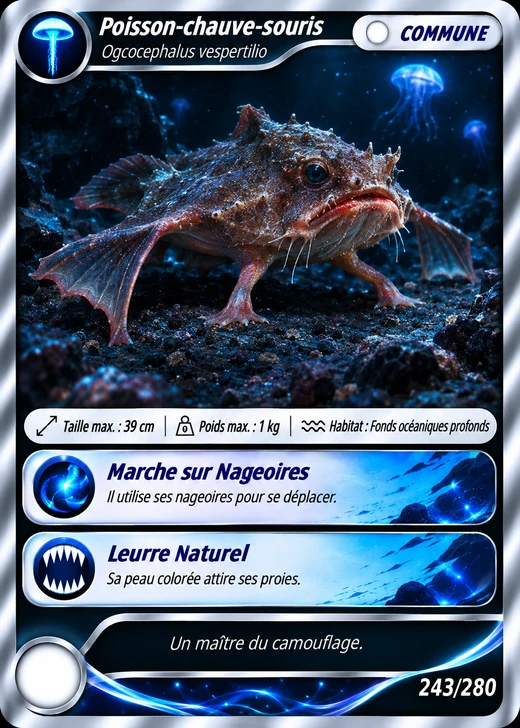 Poisson-chauve-souris
COMMUNE
Ogcocephalus vespertilio
Taille max. : 39 cm
Poids max. : 1 kg
Habitat : Fonds océaniques profonds
Marche sur Nageoires
Il utilise ses nageoires pour se déplacer.
Leurre Naturel
Sa peau colorée attire ses proies.
Un maître du camouflage.
243/280